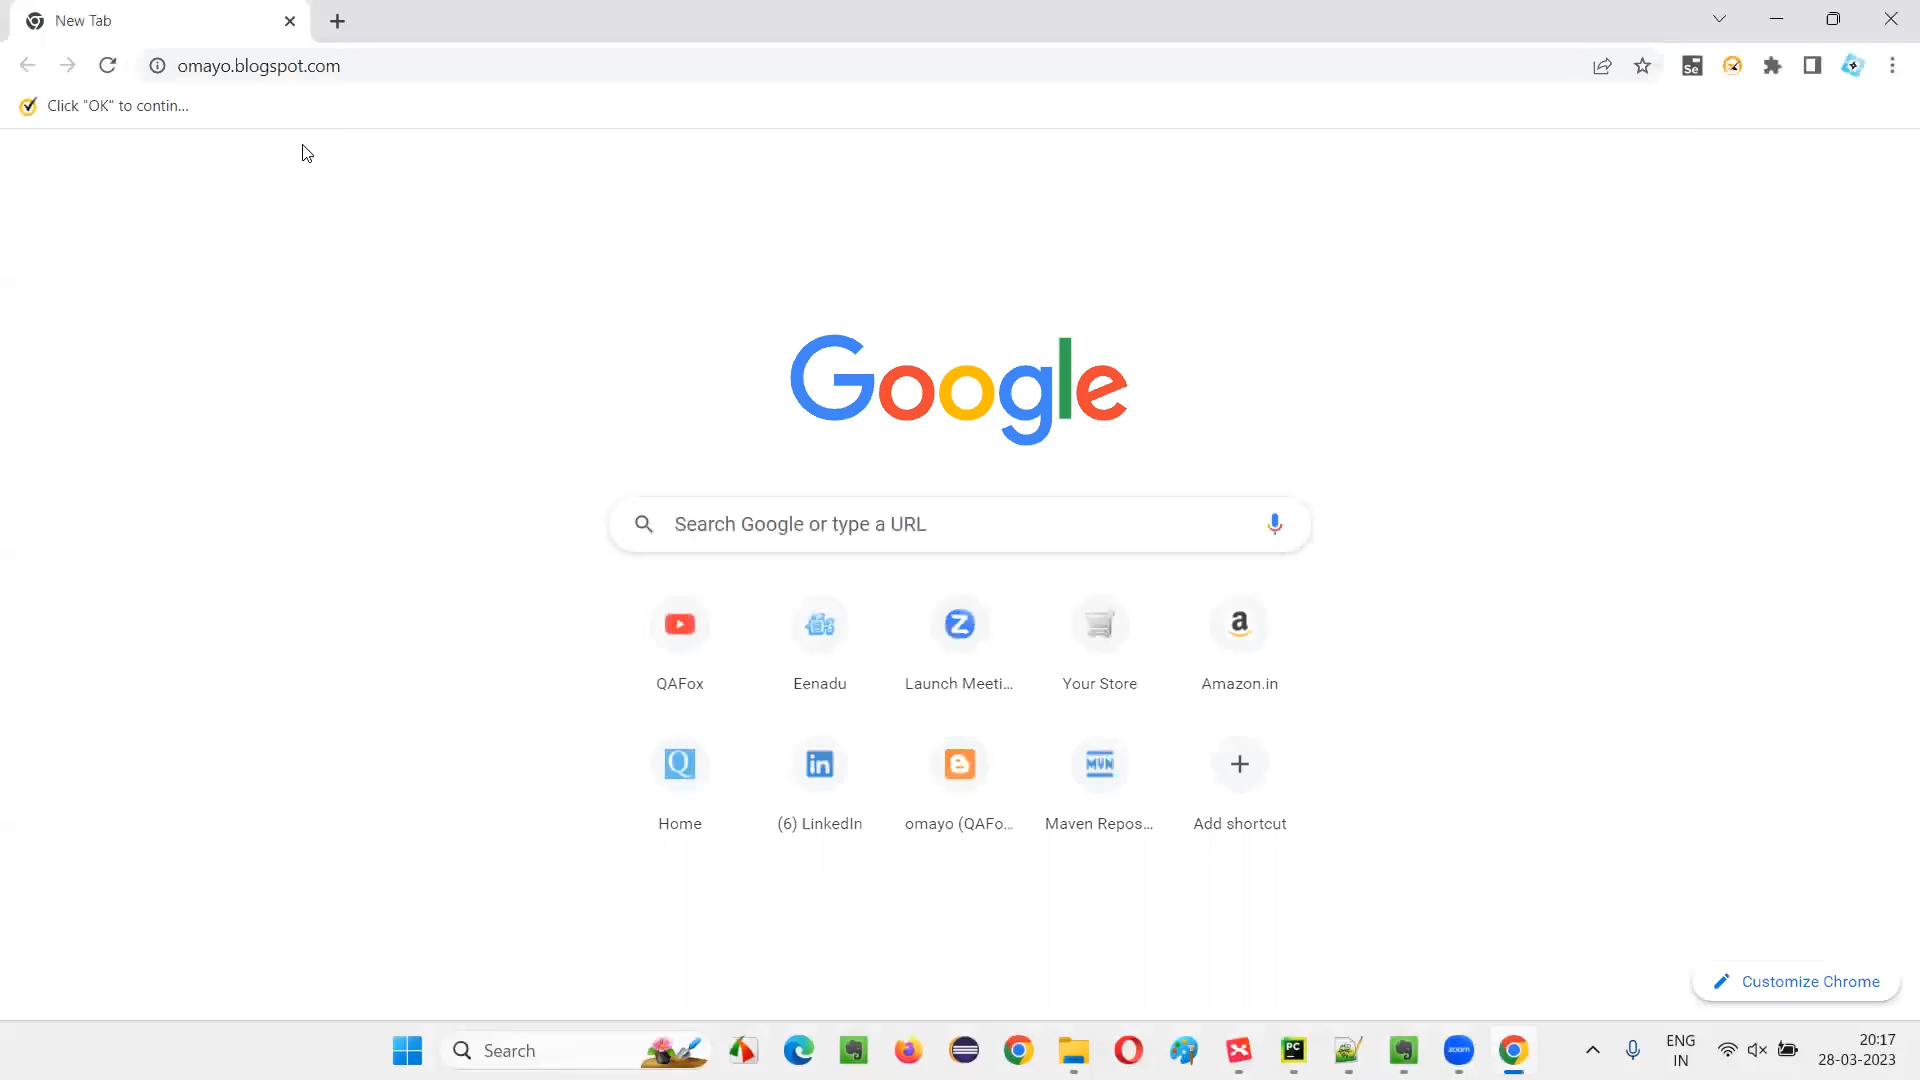 New Tab
omayo.blogspot.com
Click "OK" to contin...
Google
Search Google or type a URL
QAFox
Eenadu
Launch Meeti...
Your Store
Amazon.in
Home
(6) LinkedIn
omayo (QAFo...
Maven Repos...
Add shortcut
Customize Chrome
Search
ENG
IN
20:17
28-03-2023